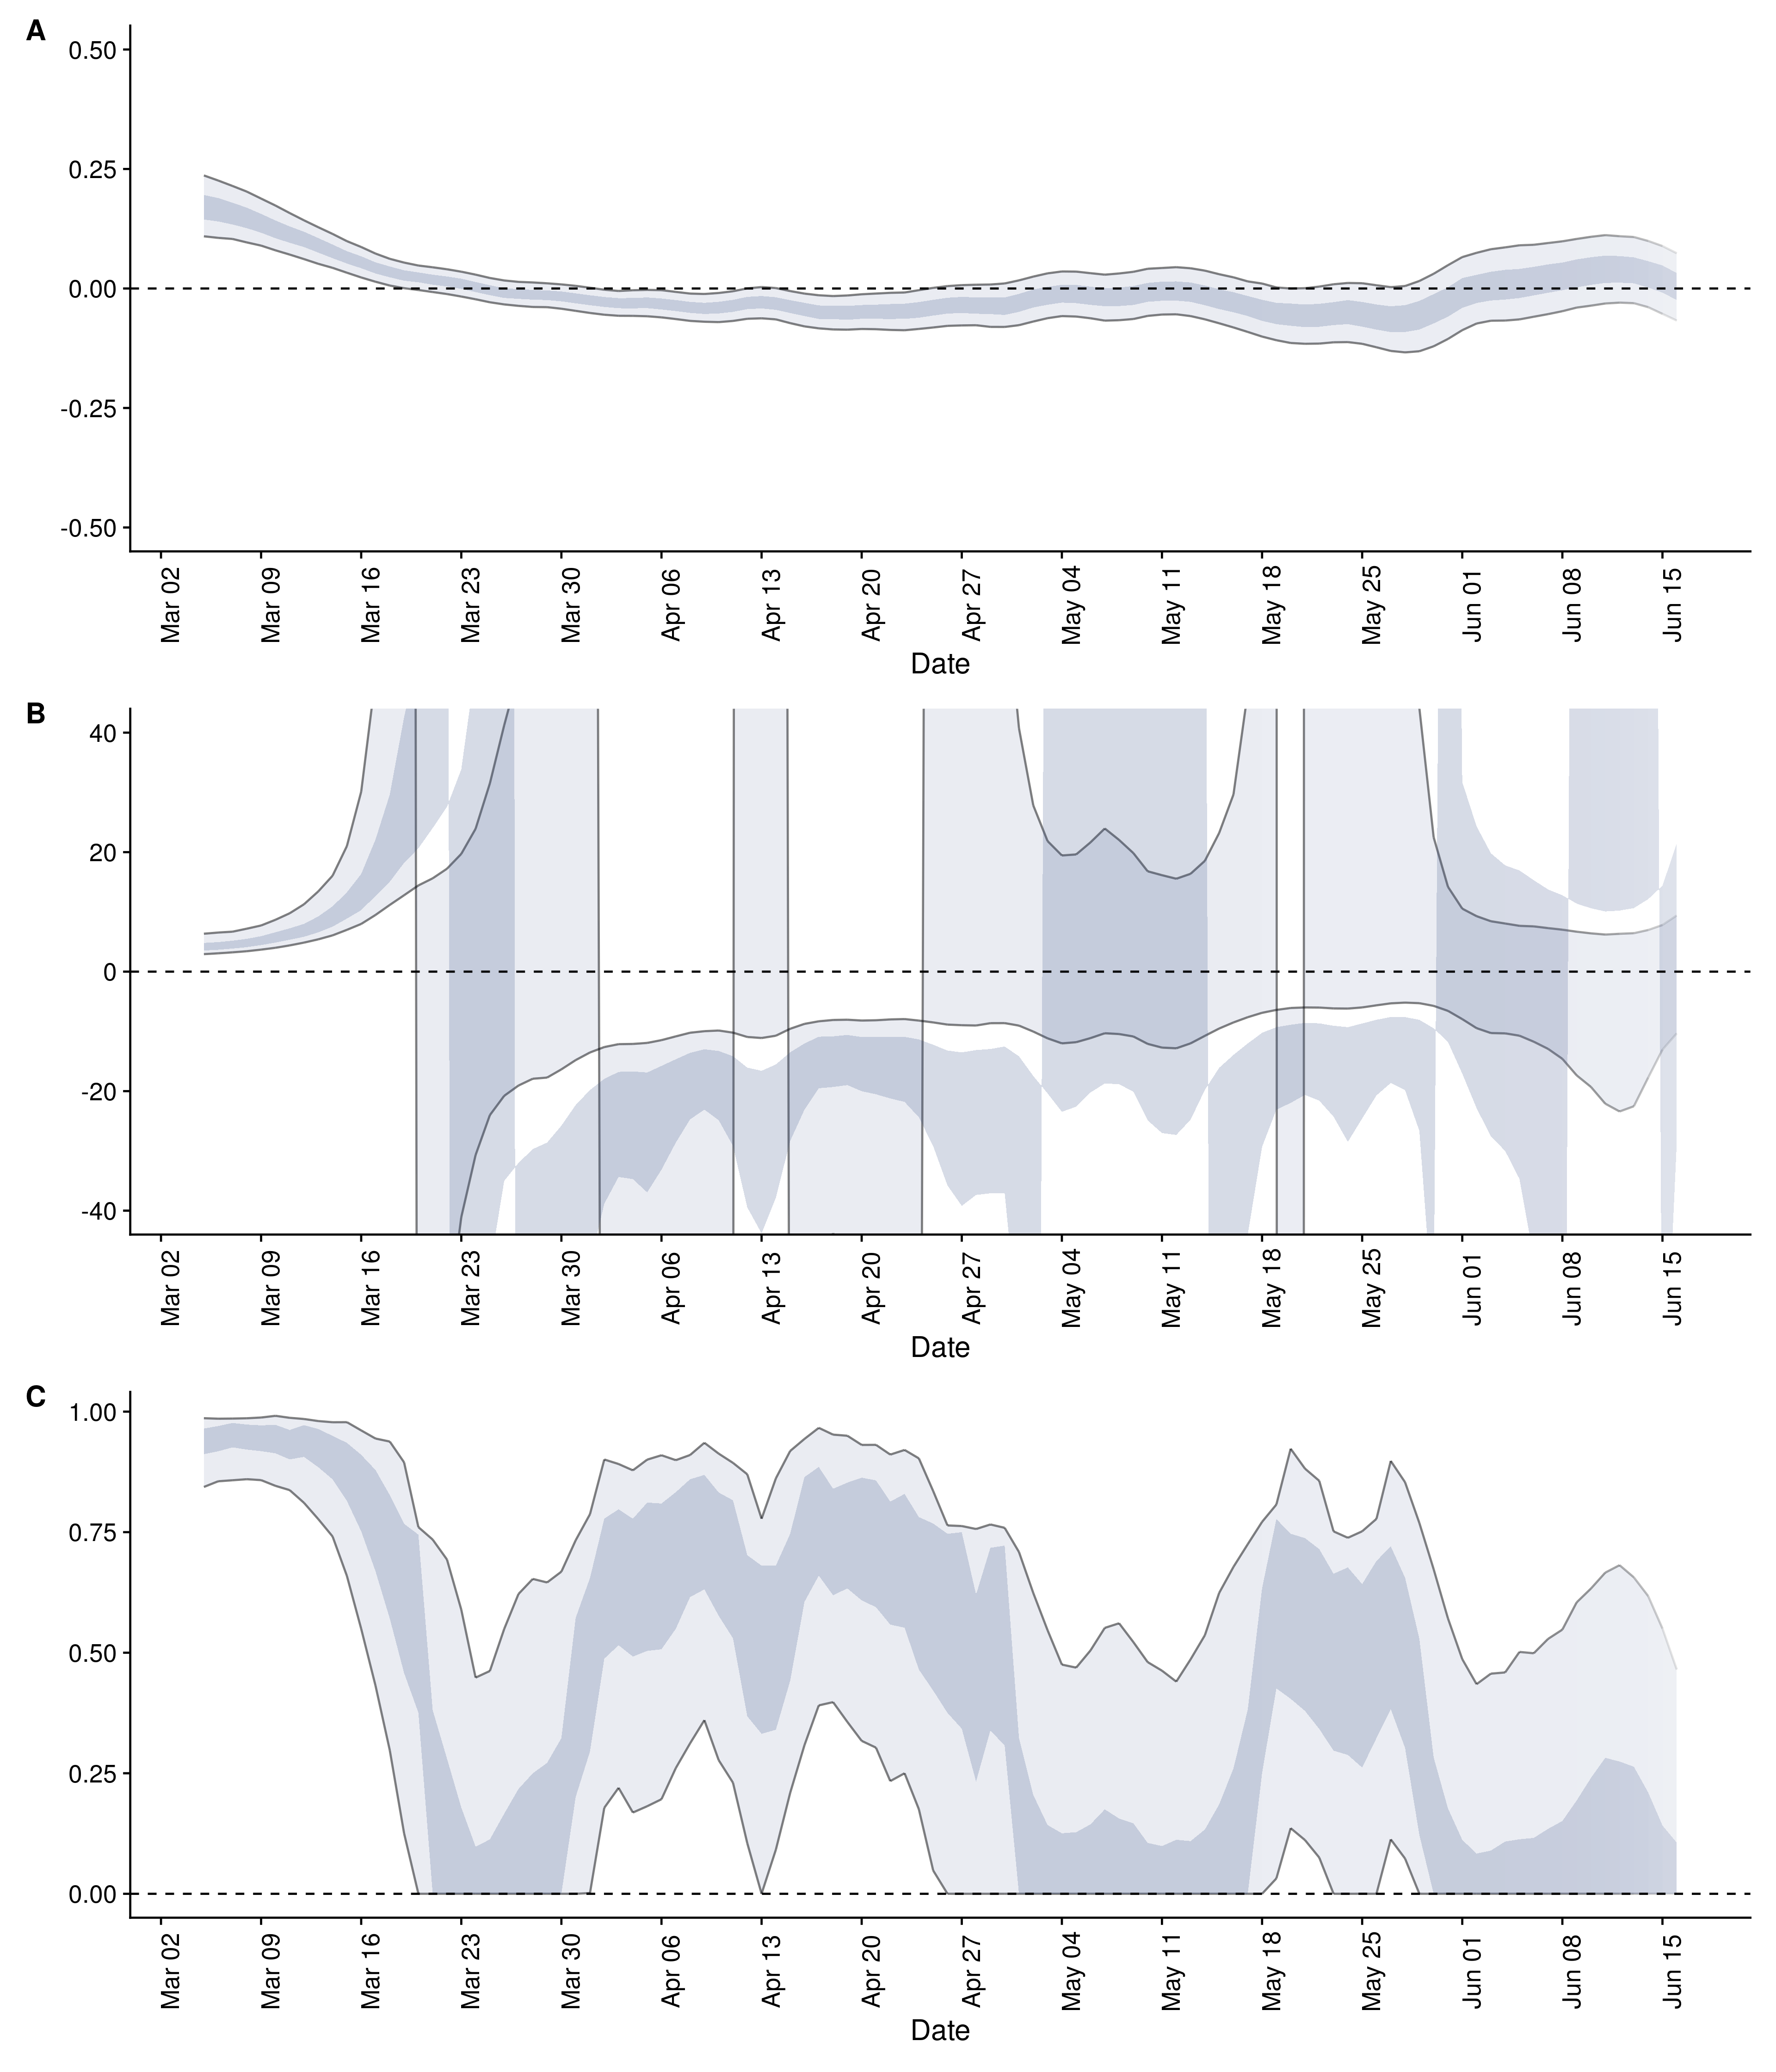 A
0.50
0.25
0.00
-0.25
-0.50
Mar 02
Mar 09
Mar 16
Mar 23
Mar 30
Apr 06
Apr 13
Apr 20
Apr 27
May 04
May 11
May 18
May 25
Jun 01
Jun 08
Jun 15
Date
B
40
20
0
-20
-40
Mar 02
Mar 09
Mar 16
Mar 23
Mar 30
Apr 06
Apr 13
Apr 20
Apr 27
May 04
May 11
May 18
May 25
Jun 01
Jun 08
Jun 15
Date
C
1.00
0.75
0.50
0.25
0.00
Mar 02
Mar 09
Mar 16
Mar 23
Mar 30
Apr 06
Apr 13
Apr 20
Apr 27
May 04
May 11
May 18
May 25
Jun 01
Jun 08
Jun 15
Date